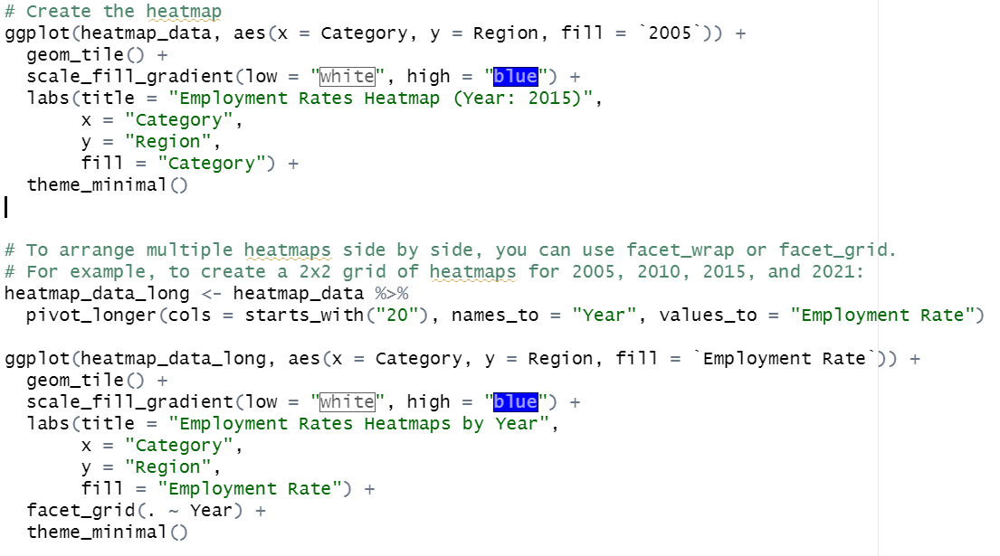 # Create the heatmap
ggplot(heatmap_data, aes(x = Category, y = Region, fill = `2005`)) +
  geom_tile() +
  scale_fill_gradient(low = "white", high = "blue") +
  labs(title = "Employment Rates Heatmap (Year: 2015)",
       x = "Category",
       y = "Region",
       fill = "Category") +
  theme_minimal()
# To arrange multiple heatmaps side by side, you can use facet_wrap or facet_grid.
# For example, to create a 2x2 grid of heatmaps for 2005, 2010, 2015, and 2021:
heatmap_data_long <- heatmap_data %>%
  pivot_longer(cols = starts_with("20"), names_to = "Year", values_to = "Employment Rate")
ggplot(heatmap_data_long, aes(x = Category, y = Region, fill = `Employment Rate`)) +
  geom_tile() +
  scale_fill_gradient(low = "white", high = "blue") +
  labs(title = "Employment Rates Heatmaps by Year",
       x = "Category",
       y = "Region",
       fill = "Employment Rate") +
  facet_grid(. ~ Year) +
  theme_minimal()